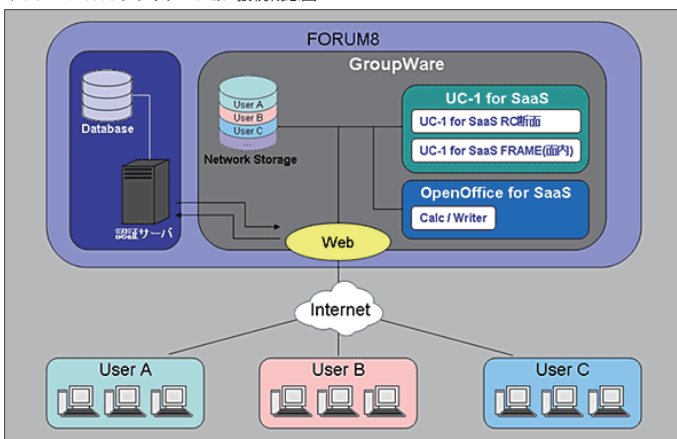 FORUM8
GroupWare
Database
認証サーバ
User A
User B
User C
...
Network Storage
UC-1 for SaaS
UC-1 for SaaS RC断面
UC-1 for SaaS FRAME(面内)
OpenOffice for SaaS
Calc / Writer
Web
Internet
User A
User B
User C